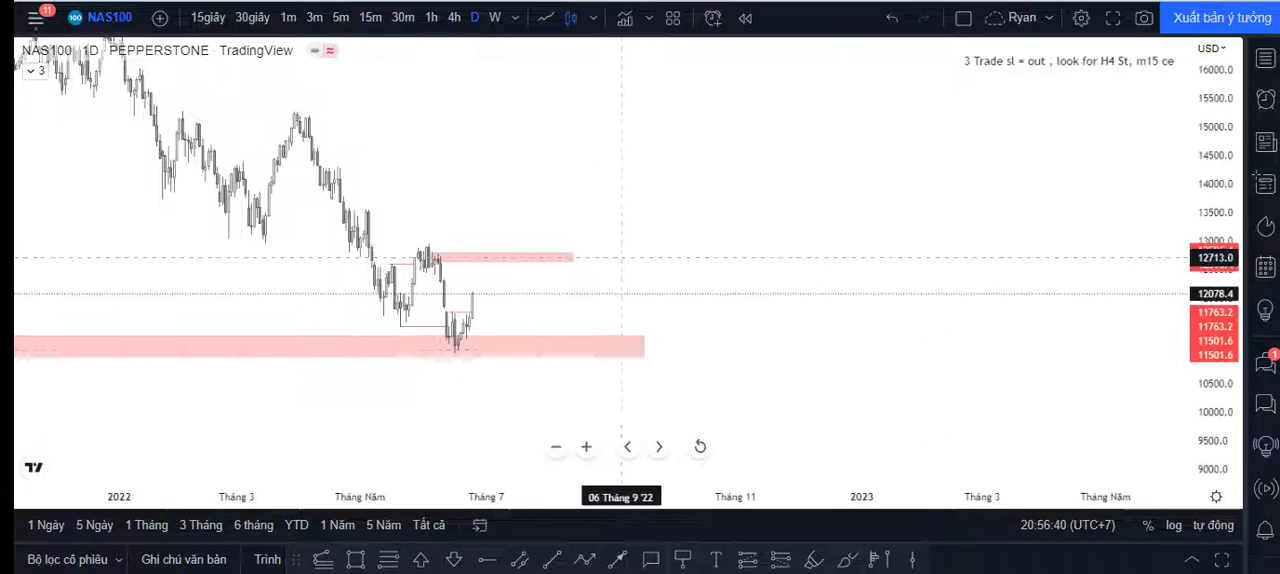 11
100 NAS100
15giây 30giây 1m 3m 5m 15m 30m 1h 4h D W
Ryan
Xuất bản ý tưởng
NAS100 · 1D · PEPPERSTONE · TradingView
3
3 Trade sl = out , look for H4 St, m15 ce
USD
16000.0
15500.0
15000.0
14500.0
14000.0
13500.0
13000.0
12713.0
12078.4
11763.2
11763.2
11501.6
11501.6
10500.0
10000.0
9500.0
9000.0
1
2022 Tháng 3 Tháng Năm Tháng 7 06 Tháng 9 '22 Tháng 11 2023 Tháng 3 Tháng Năm
1 Ngày 5 Ngày 1 Tháng 3 Tháng 6 tháng YTD 1 Năm 5 Năm Tất cả
20:56:40 (UTC+7) % log tự động
Bộ lọc cổ phiếu Ghi chú văn bản Trình